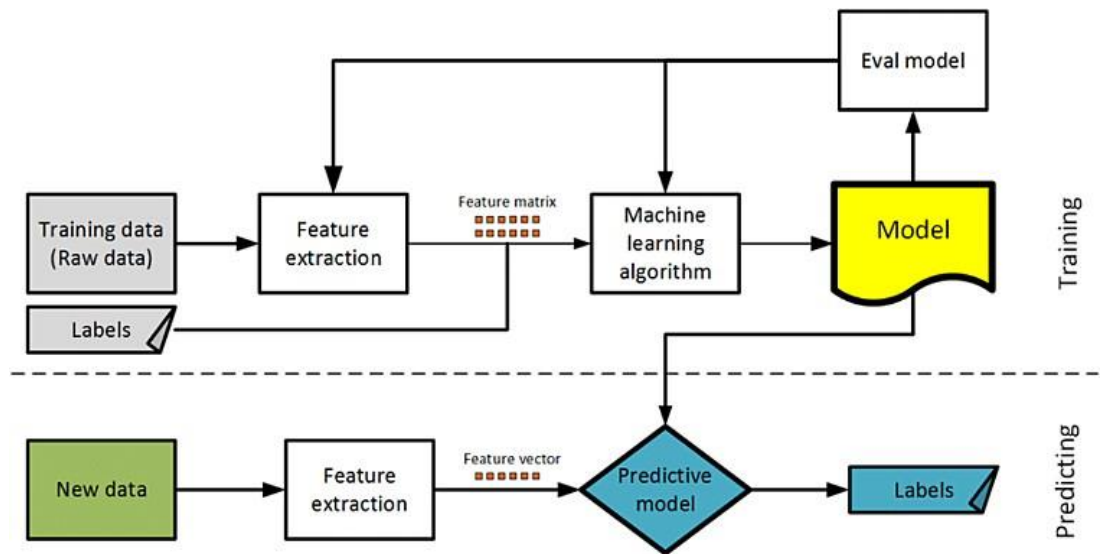 Eval model
Feature matrix
Training data
(Raw data)
Feature
extraction
Machine
learning
algorithm
Model
Training
Labels
New data
Feature
extraction
Feature vector
Predictive
model
Labels
Predicting